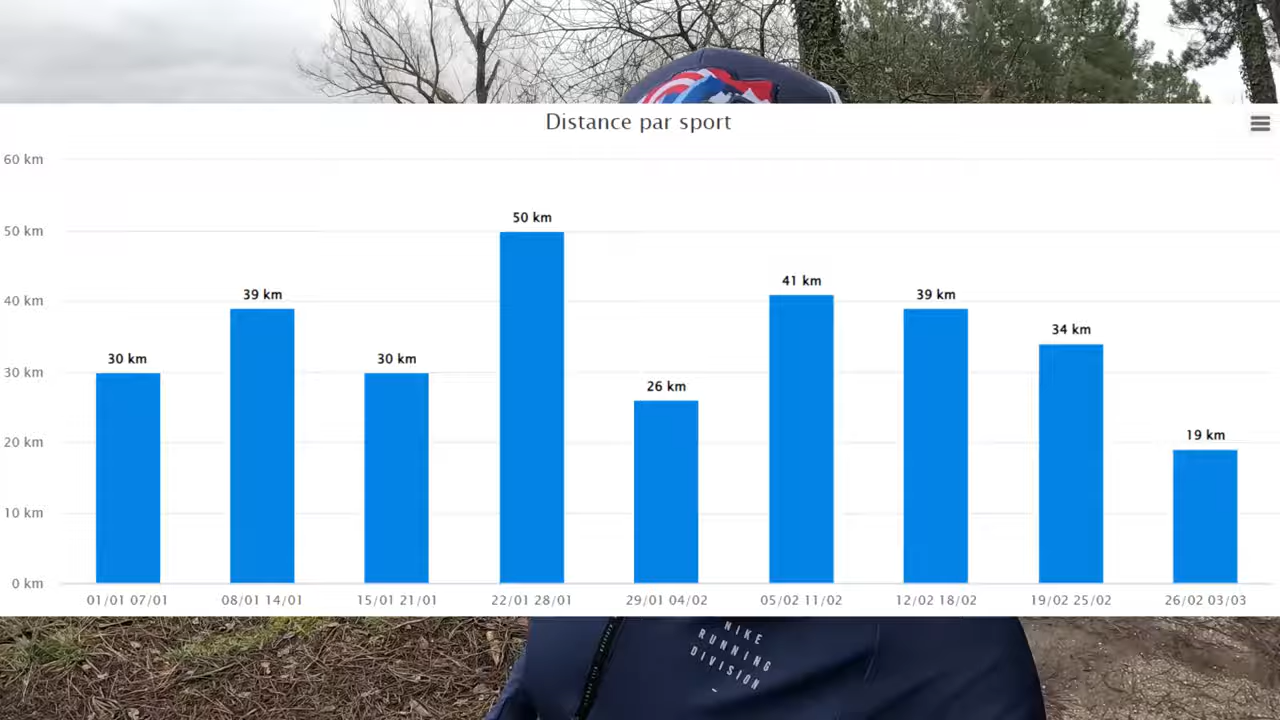 Distance par sport
60 km
50 km
40 km
30 km
20 km
10 km
0 km
30 km
39 km
30 km
50 km
26 km
41 km
39 km
34 km
19 km
01/01 07/01
08/01 14/01
15/01 21/01
22/01 28/01
29/01 04/02
05/02 11/02
12/02 18/02
19/02 25/02
26/02 03/03
NIKE
RUNNING
DIVISION